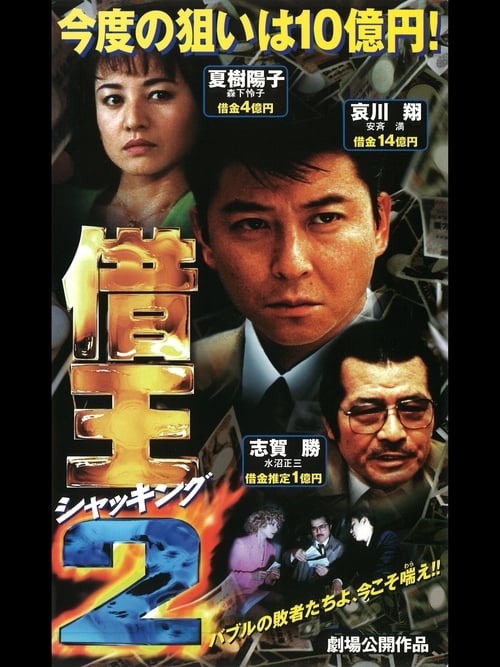 今度の狙いは10億円!
夏樹陽子
森下怜子
借金4億円
哀川 翔
安斉 満
借金14億円
借王
シャッキング
2
志賀 勝
水沼正三
借金推定1億円
バブルの敗者たちよ、今こそ喘え!!
わら
劇場公開作品